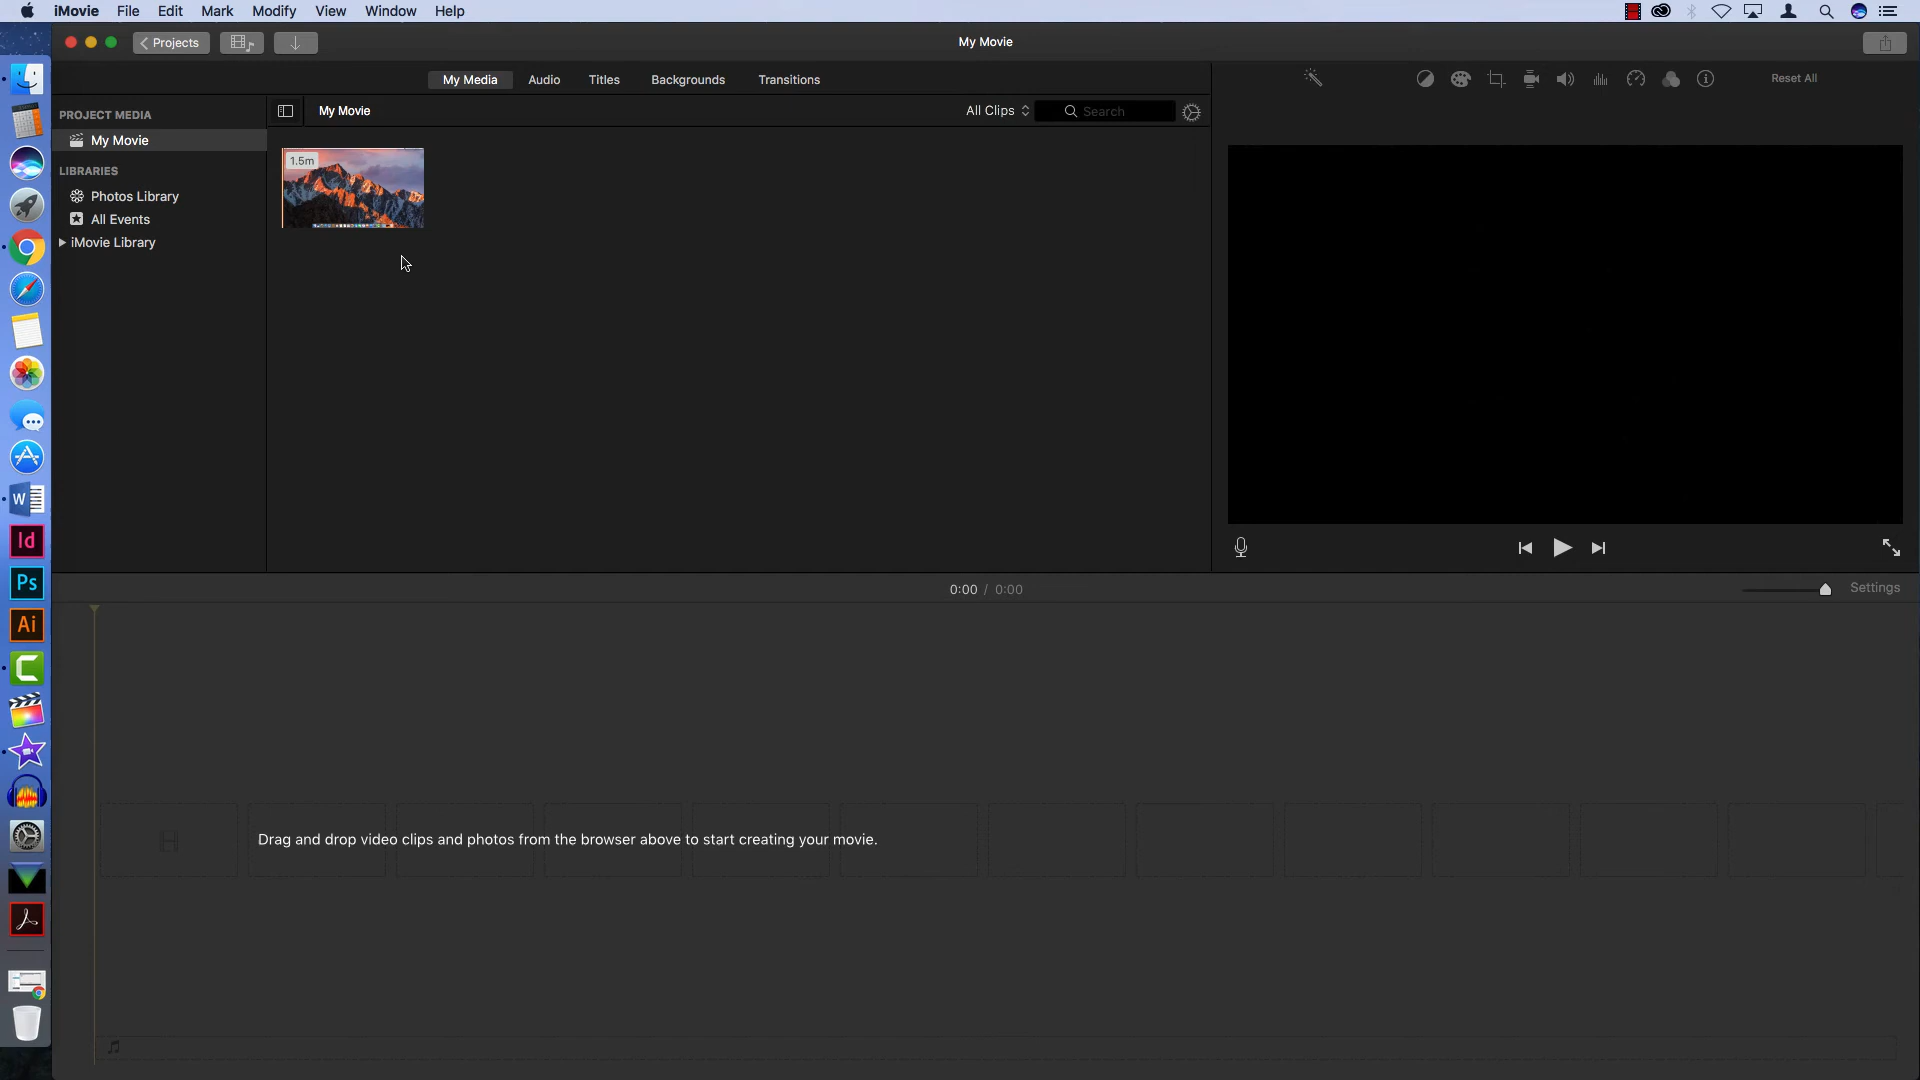 iMovie File Edit Mark Modify View Window Help
Projects My Movie
My Media Audio Titles Backgrounds Transitions Reset All
PROJECT MEDIA
My Movie
LIBRARIES
Photos Library
All Events
iMovie Library
My Movie All Clips Search
1.5m
0:00 / 0:00 Settings
Drag and drop video clips and photos from the browser above to start creating your movie.
W
Id
Ps
Ai